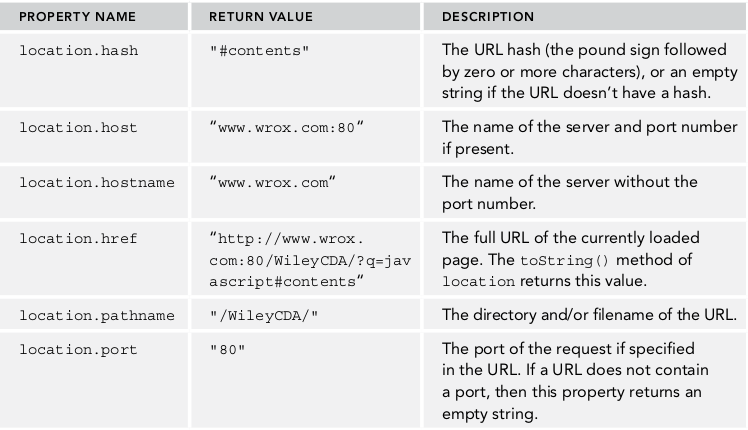 PROPERTY NAME RETURN VALUE DESCRIPTION
location.hash "#contents" The URL hash (the pound sign followed
by zero or more characters), or an empty
string if the URL doesn’t have a hash.
location.host “www.wrox.com:80” The name of the server and port number
if present.
location.hostname “www.wrox.com” The name of the server without the
port number.
location.href “http://www.wrox. The full URL of the currently loaded
com:80/WileyCDA/?q=jav page. The toString() method of
ascript#contents” location returns this value.
location.pathname "/WileyCDA/" The directory and/or filename of the URL.
location.port "80" The port of the request if specified
in the URL. If a URL does not contain
a port, then this property returns an
empty string.